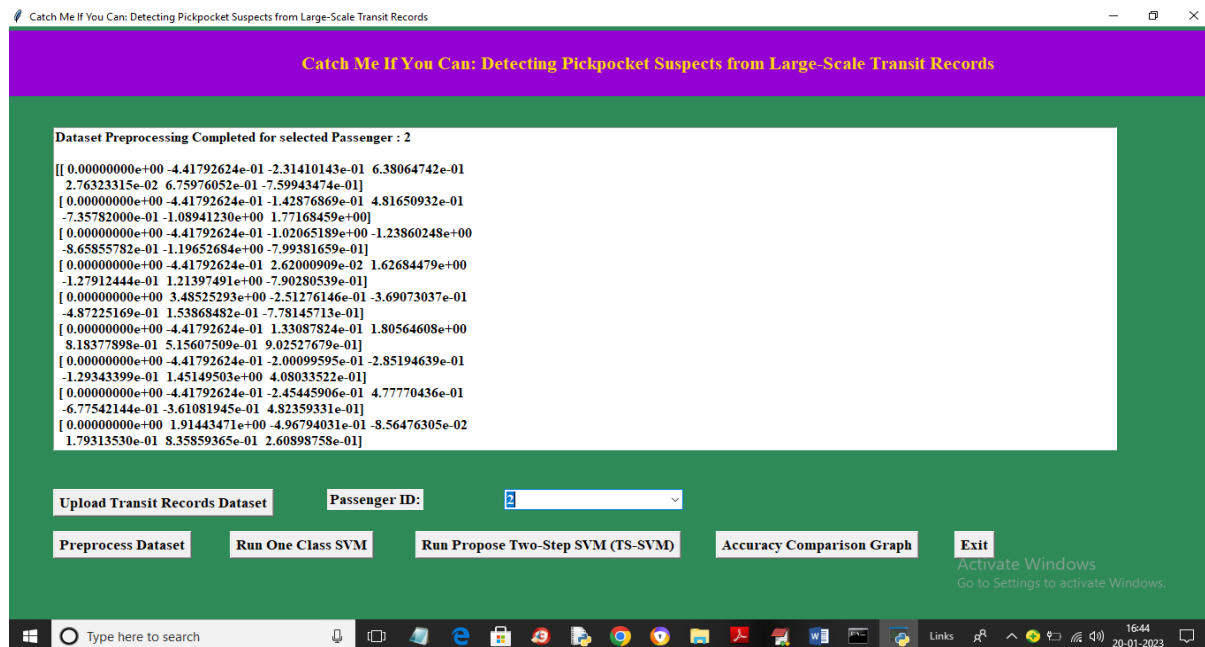 Catch Me If You Can: Detecting Pickpocket Suspects from Large-Scale Transit Records
Catch Me If You Can: Detecting Pickpocket Suspects from Large-Scale Transit Records
Dataset Preprocessing Completed for selected Passenger : 2
[[ 0.00000000e+00 -4.41792624e-01 -2.31410143e-01 6.38064742e-01
2.76323315e-02 6.75976052e-01 -7.59943474e-01]
[ 0.00000000e+00 -4.41792624e-01 -1.42876869e-01 4.81650932e-01
-7.35782000e-01 -1.08941230e+00 1.77168459e+00]
[ 0.00000000e+00 -4.41792624e-01 -1.02065189e+00 -1.23860248e+00
-8.65855782e-01 -1.19652684e+00 -7.99381659e-01]
[ 0.00000000e+00 -4.41792624e-01 2.62000909e-02 1.62684479e+00
-1.27912444e-01 1.21397491e+00 -7.90280539e-01]
[ 0.00000000e+00 3.48525293e+00 -2.51276146e-01 -3.69073037e-01
-4.87225169e-01 1.53868482e-01 -7.78145713e-01]
[ 0.00000000e+00 -4.41792624e-01 1.33087824e-01 1.80564608e+00
8.18377898e-01 5.15607509e-01 9.02527679e-01]
[ 0.00000000e+00 -4.41792624e-01 -2.00099595e-01 -2.85194639e-01
-1.29343399e-01 1.45149503e+00 4.08033522e-01]
[ 0.00000000e+00 -4.41792624e-01 -2.45445906e-01 4.77770436e-01
-6.77542144e-01 -3.61081945e-01 4.82359331e-01]
[ 0.00000000e+00 1.91443471e+00 -4.96794031e-01 -8.56476305e-02
1.79313530e-01 8.35859365e-01 2.60898758e-01]
Upload Transit Records Dataset Passenger ID: 2
Preprocess Dataset Run One Class SVM Run Propose Two-Step SVM (TS-SVM) Accuracy Comparison Graph Exit
Activate Windows
Go to Settings to activate Windows.
Type here to search Links 16:44
20-01-2023